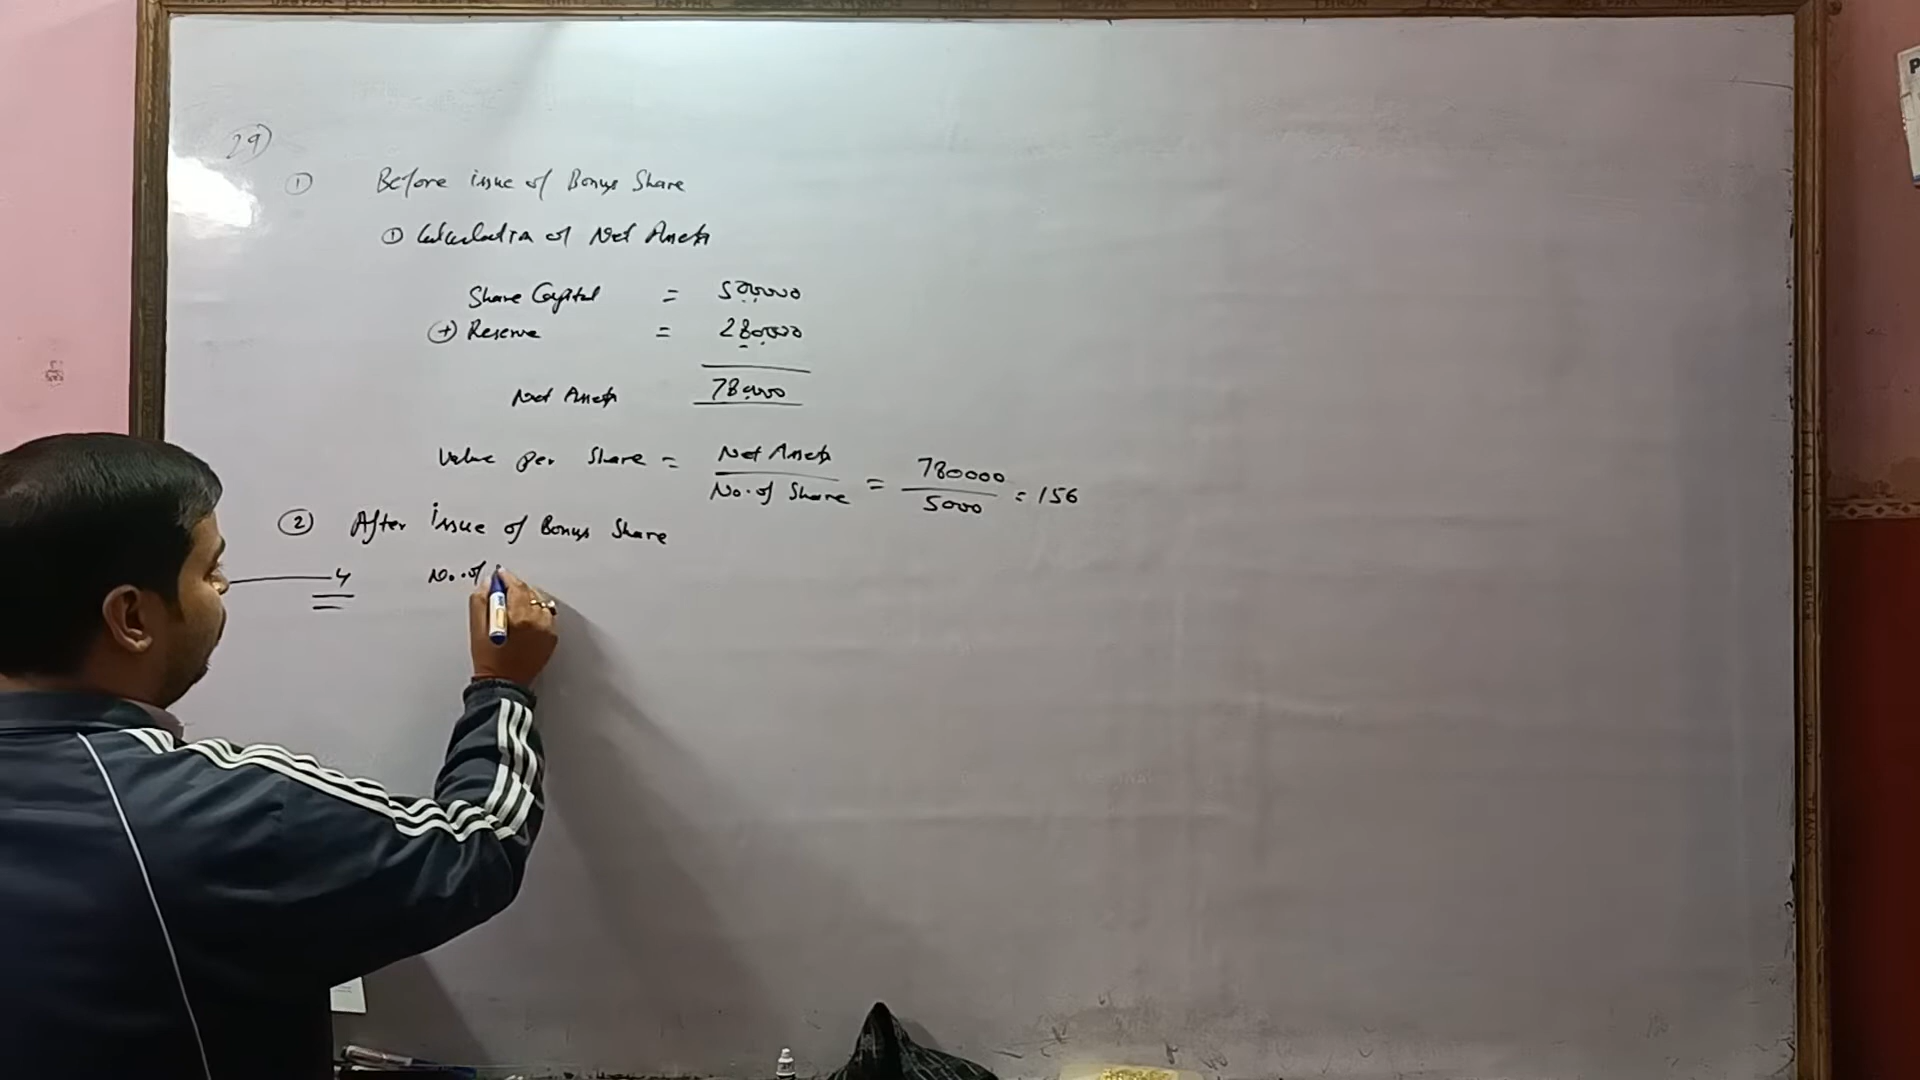 29)
① Before issue of Bonus Share
① Calculation of Net Assets
Share Capital = 500000
(+) Reserve = 280000
Net Assets 780000
Value per Share = Net Assets / No. of Share = 780000 / 5000 = 156
② After Issue of Bonus Share
4 No. of